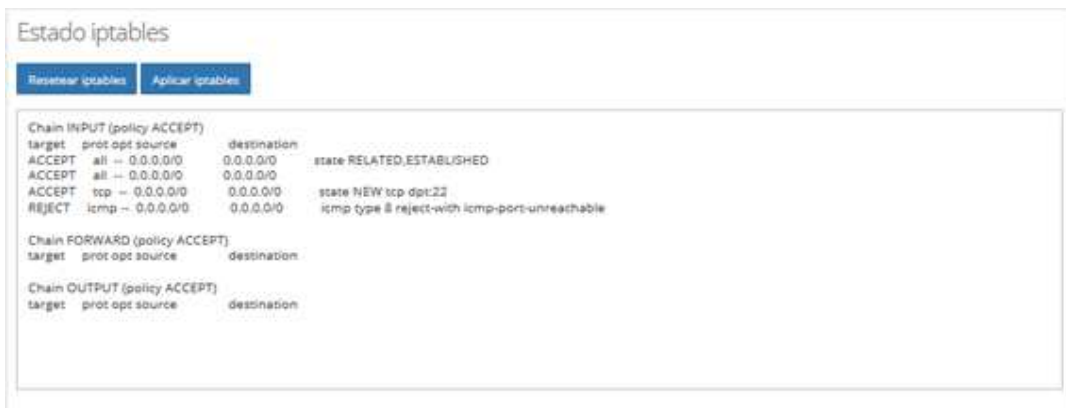 Estado iptables
Resetear iptables Aplicar iptables
Chain INPUT (policy ACCEPT)
target prot opt source destination
ACCEPT all -- 0.0.0.0/0 0.0.0.0/0 state RELATED,ESTABLISHED
ACCEPT all -- 0.0.0.0/0 0.0.0.0/0
ACCEPT tcp -- 0.0.0.0/0 0.0.0.0/0 state NEW tcp dpt:22
REJECT icmp -- 0.0.0.0/0 0.0.0.0/0 icmp type 8 reject-with icmp-port-unreachable
Chain FORWARD (policy ACCEPT)
target prot opt source destination
Chain OUTPUT (policy ACCEPT)
target prot opt source destination